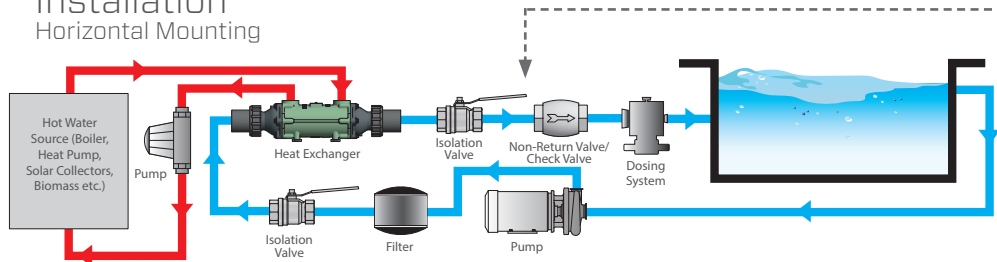 Installation
Horizontal Mounting
Hot Water
Source (Boiler,
Heat Pump,
Solar Collectors,
Biomass etc.)
Pump
Heat Exchanger
Isolation
Valve
Non-Return Valve/
Check Valve
Dosing
System
Isolation
Valve
Filter
Pump